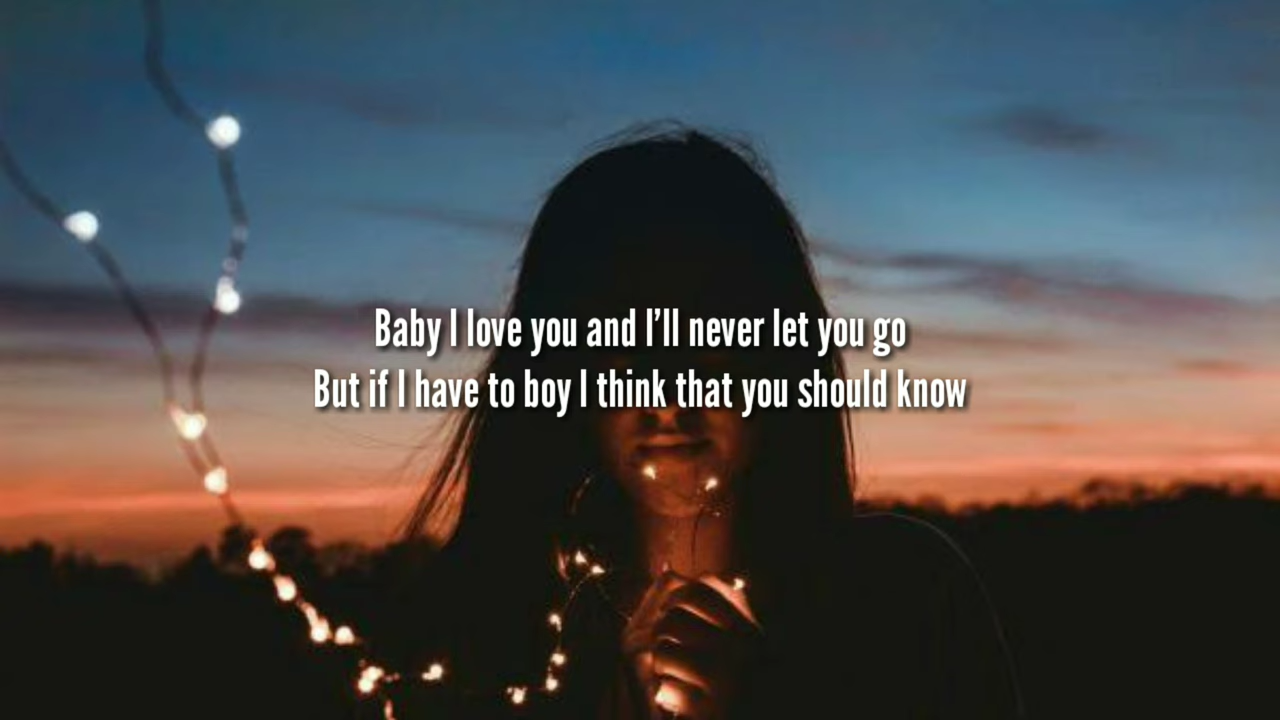 Baby I love you and I'll never let you go
But if I have to boy I think that you should know